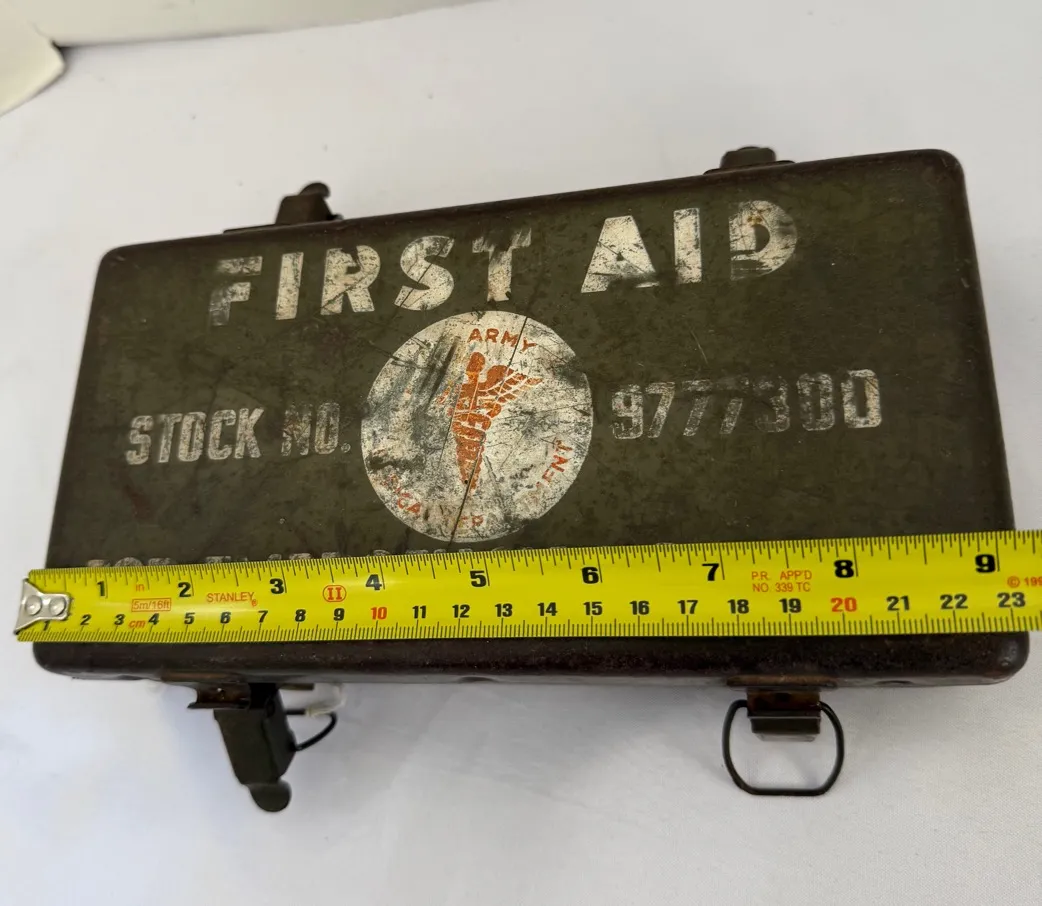 FIRST AID
ARMY
STOCK NO. 9777300
in 1 2 3 4 5 6 7 8 9
5m/16ft STANLEY® II P.R. APP'D NO. 339 TC
cm 1 2 3 4 5 6 7 8 9 10 11 12 13 14 15 16 17 18 19 20 21 22 23